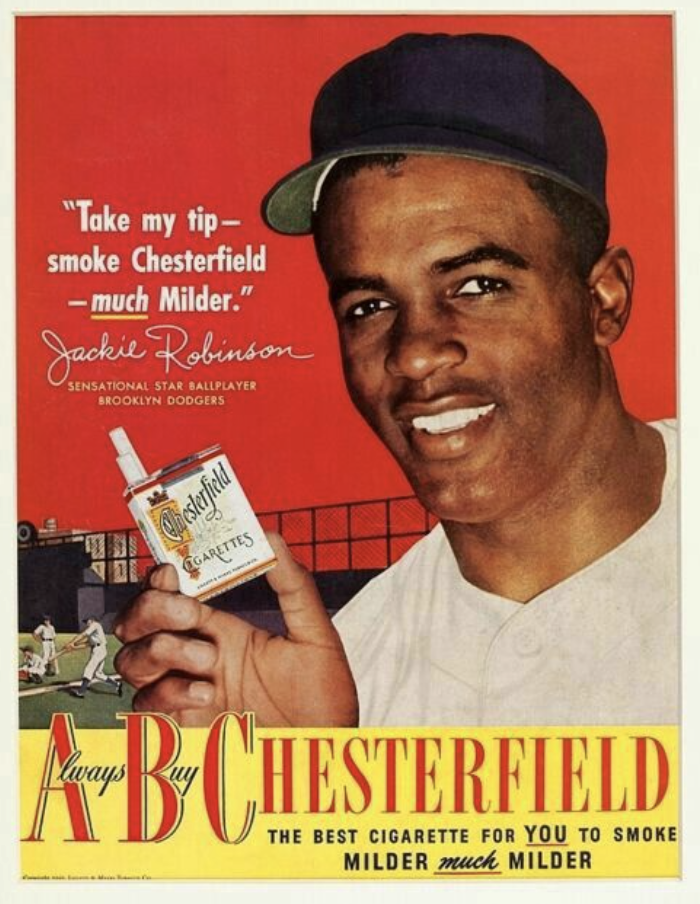 "Take my tip—
smoke Chesterfield
—much Milder."
Jackie Robinson
SENSATIONAL STAR BALLPLAYER
BROOKLYN DODGERS
Chesterfield
CIGARETTES
Always Buy CHESTERFIELD
THE BEST CIGARETTE FOR YOU TO SMOKE
MILDER much MILDER